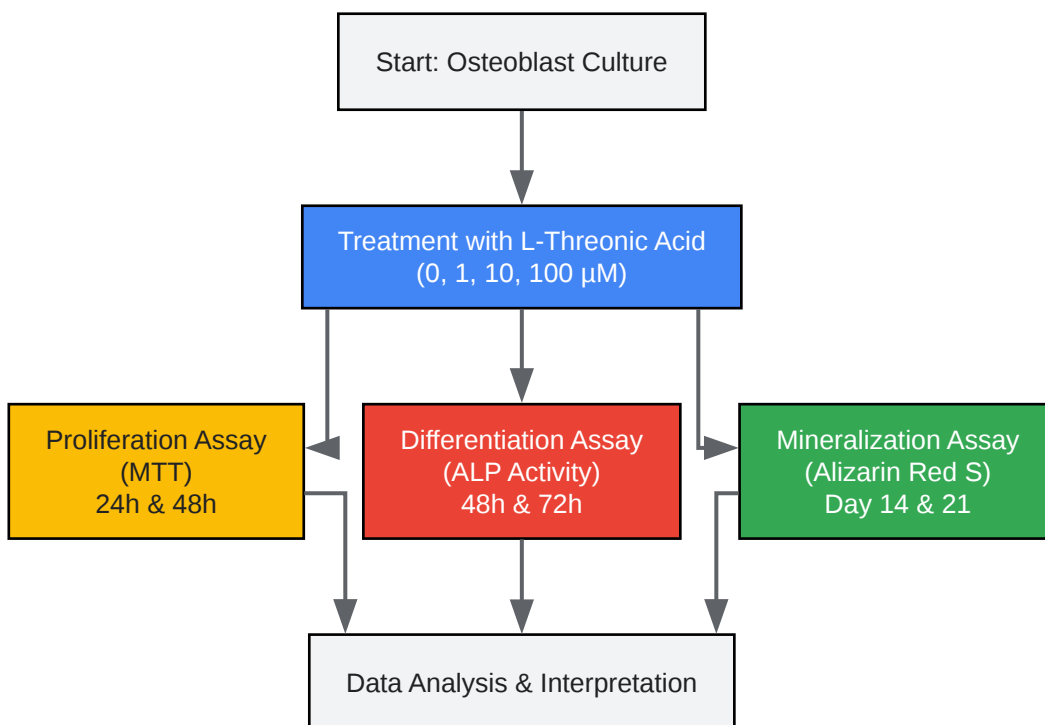 Start: Osteoblast Culture
Treatment with L-Threonic Acid
(0, 1, 10, 100 µM)
Proliferation Assay
(MTT)
24h & 48h
Differentiation Assay
(ALP Activity)
48h & 72h
Mineralization Assay
(Alizarin Red S)
Day 14 & 21
Data Analysis & Interpretation